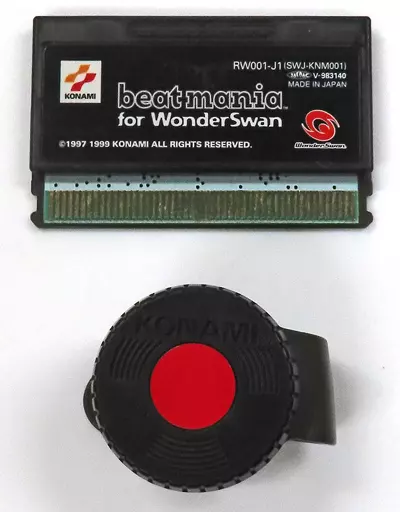 RW001-J1 (SWJ-KNM001)
V-983140
MADE IN JAPAN
KONAMI
beatmania™
for WonderSwan
WonderSwan
©1997 1999 KONAMI ALL RIGHTS RESERVED.
KONAMI